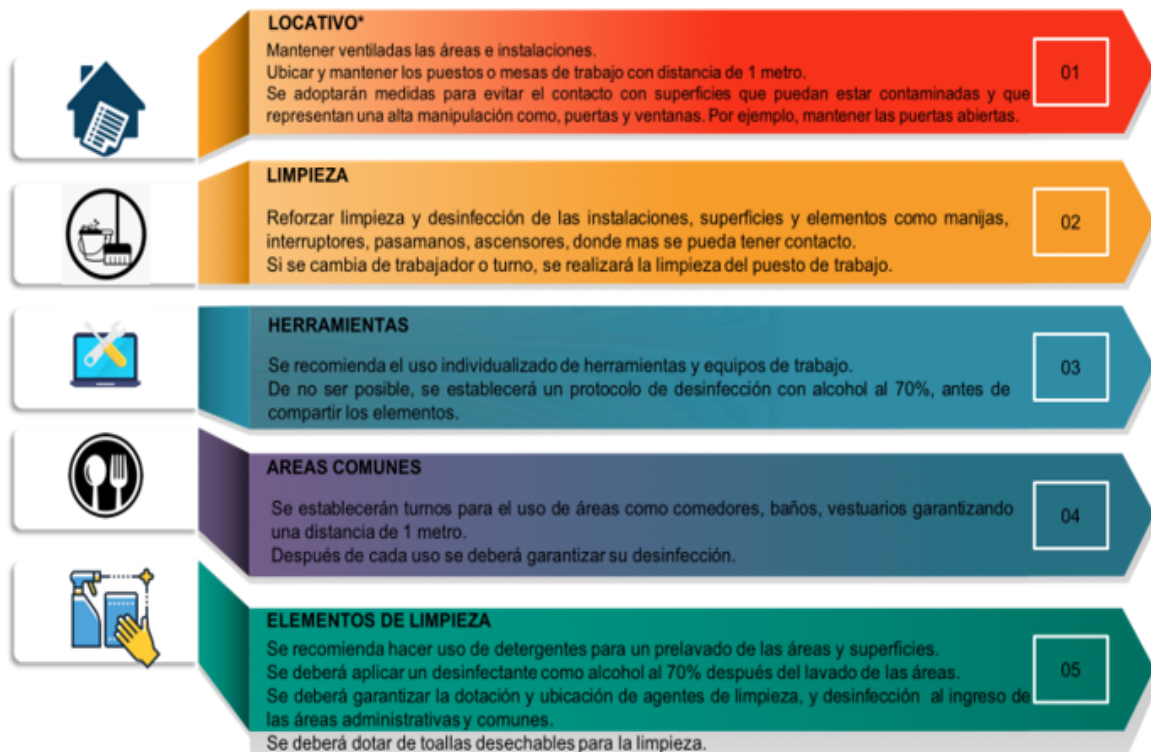 LOCATIVO*
Mantener ventiladas las áreas e instalaciones.
Ubicar y mantener los puestos o mesas de trabajo con distancia de 1 metro.
Se adoptarán medidas para evitar el contacto con superficies que puedan estar contaminadas y que
representan una alta manipulación como, puertas y ventanas. Por ejemplo, mantener las puertas abiertas.
01
LIMPIEZA
Reforzar limpieza y desinfección de las instalaciones, superficies y elementos como manijas,
interruptores, pasamanos, ascensores, donde mas se pueda tener contacto.
Si se cambia de trabajador o turno, se realizará la limpieza del puesto de trabajo.
02
HERRAMIENTAS
Se recomienda el uso individualizado de herramientas y equipos de trabajo.
De no ser posible, se establecerá un protocolo de desinfección con alcohol al 70%, antes de
compartir los elementos.
03
AREAS COMUNES
Se establecerán turnos para el uso de áreas como comedores, baños, vestuarios garantizando
una distancia de 1 metro.
Después de cada uso se deberá garantizar su desinfección.
04
ELEMENTOS DE LIMPIEZA
Se recomienda hacer uso de detergentes para un prelavado de las áreas y superficies.
Se deberá aplicar un desinfectante como alcohol al 70% después del lavado de las áreas.
Se deberá garantizar la dotación y ubicación de agentes de limpieza, y desinfección al ingreso de
las áreas administrativas y comunes.
Se deberá dotar de toallas desechables para la limpieza.
05